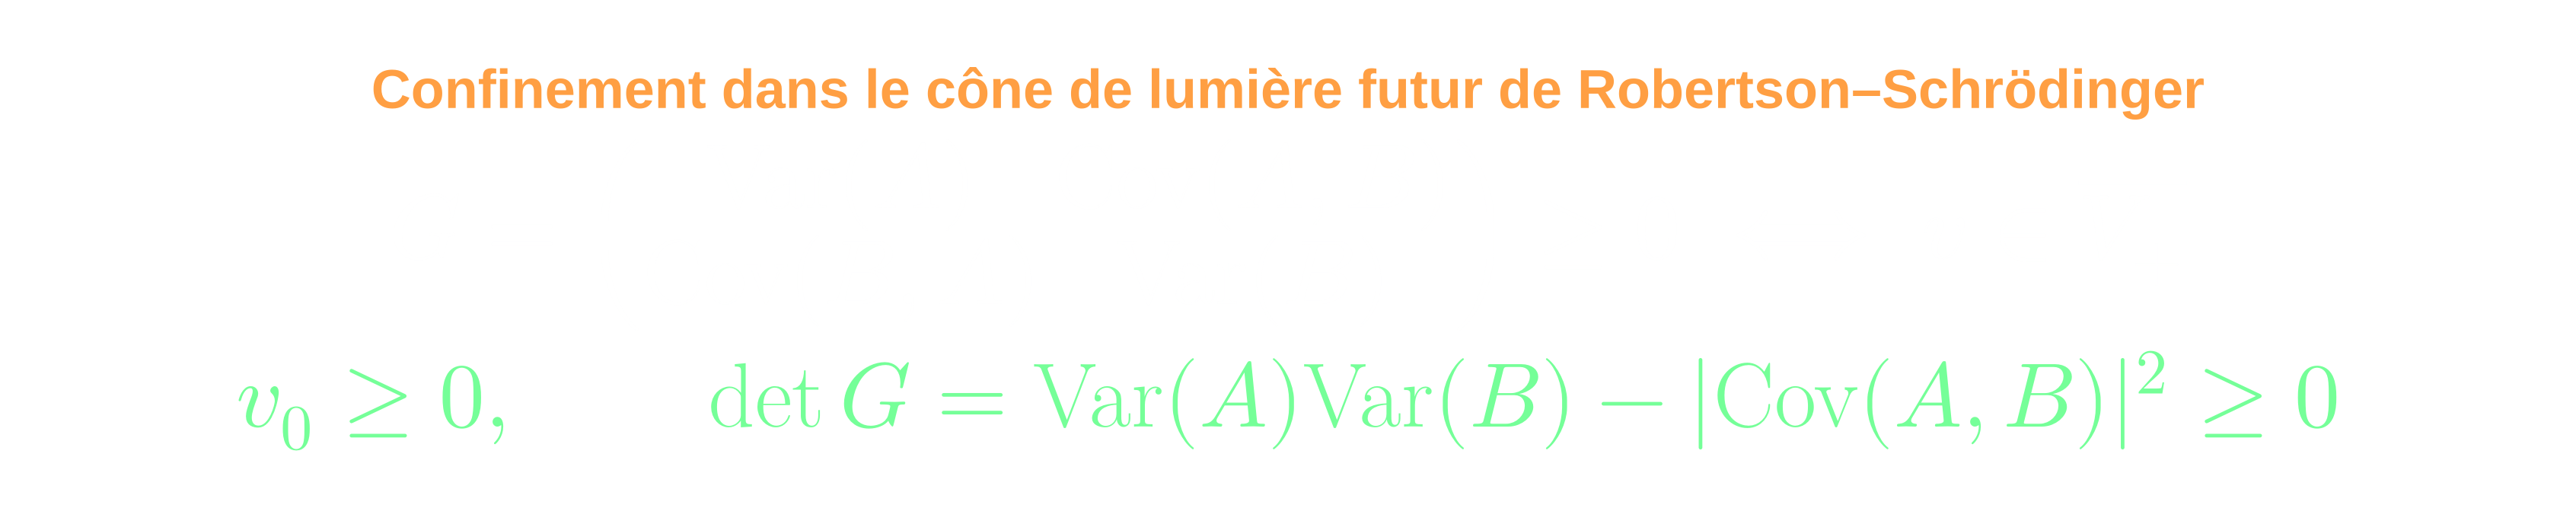 Confinement dans le cône de lumière futur de Robertson–Schrödinger
v₀ ≥ 0, det G = Var(A)Var(B) − |Cov(A, B)|² ≥ 0